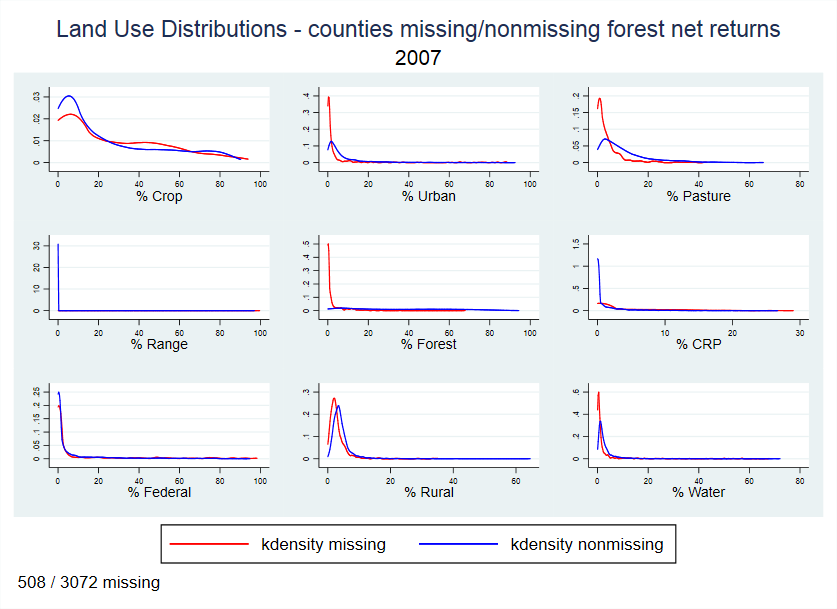 Land Use Distributions - counties missing/nonmissing forest net returns
2007
0 .01 .02 .03
0 20 40 60 80 100
% Crop
0 .1 .2 .3 .4
0 20 40 60 80 100
% Urban
0 .05 .1 .15 .2
0 20 40 60 80
% Pasture
0 10 20 30
0 20 40 60 80 100
% Range
0 .1 .2 .3 .4 .5
0 20 40 60 80 100
% Forest
0 .5 1 1.5
0 10 20 30
% CRP
0 .05 .1 .15 .2 .25
0 20 40 60 80 100
% Federal
0 .1 .2 .3
0 20 40 60
% Rural
0 .2 .4 .6
0 20 40 60 80
% Water
kdensity missing kdensity nonmissing
508 / 3072 missing